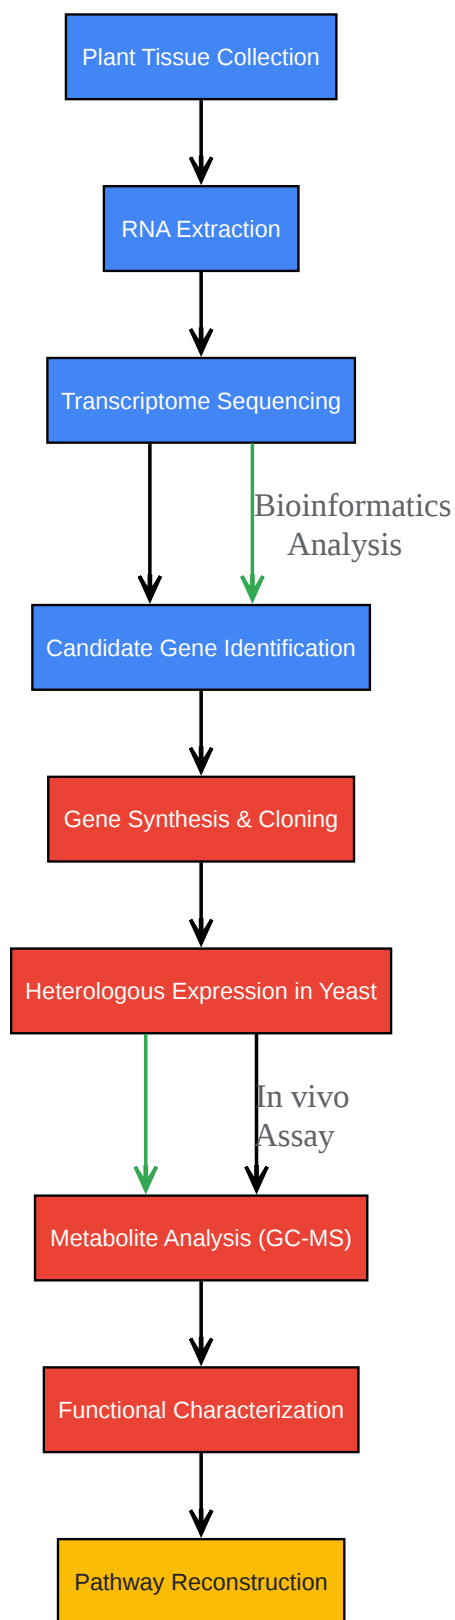 Plant Tissue Collection
RNA Extraction
Transcriptome Sequencing
Bioinformatics
Analysis
Candidate Gene Identification
Gene Synthesis & Cloning
Heterologous Expression in Yeast
In vivo
Assay
Metabolite Analysis (GC-MS)
Functional Characterization
Pathway Reconstruction